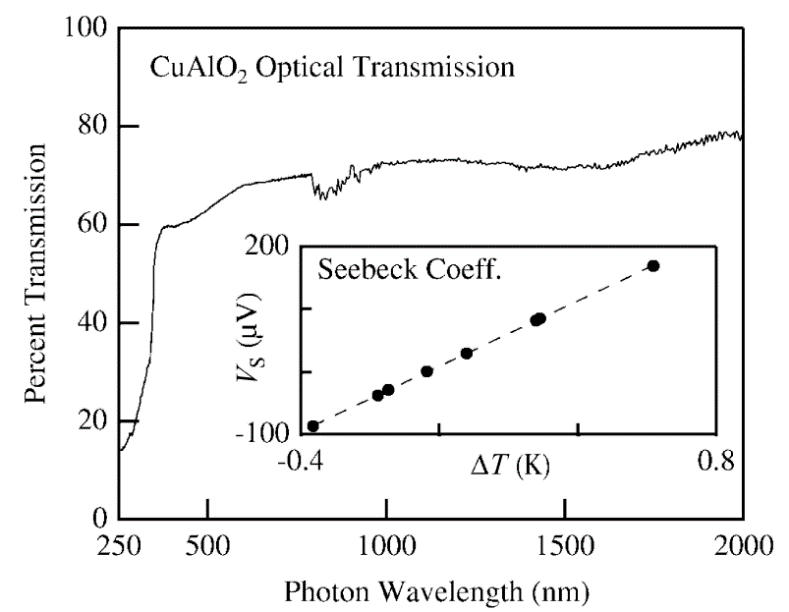 100
CuAlO₂ Optical Transmission
80
60
40
20
0
Percent Transmission
200
Seebeck Coeff.
Vs (μV)
-100
-0.4
ΔT (K)
0.8
250
500
1000
1500
2000
Photon Wavelength (nm)